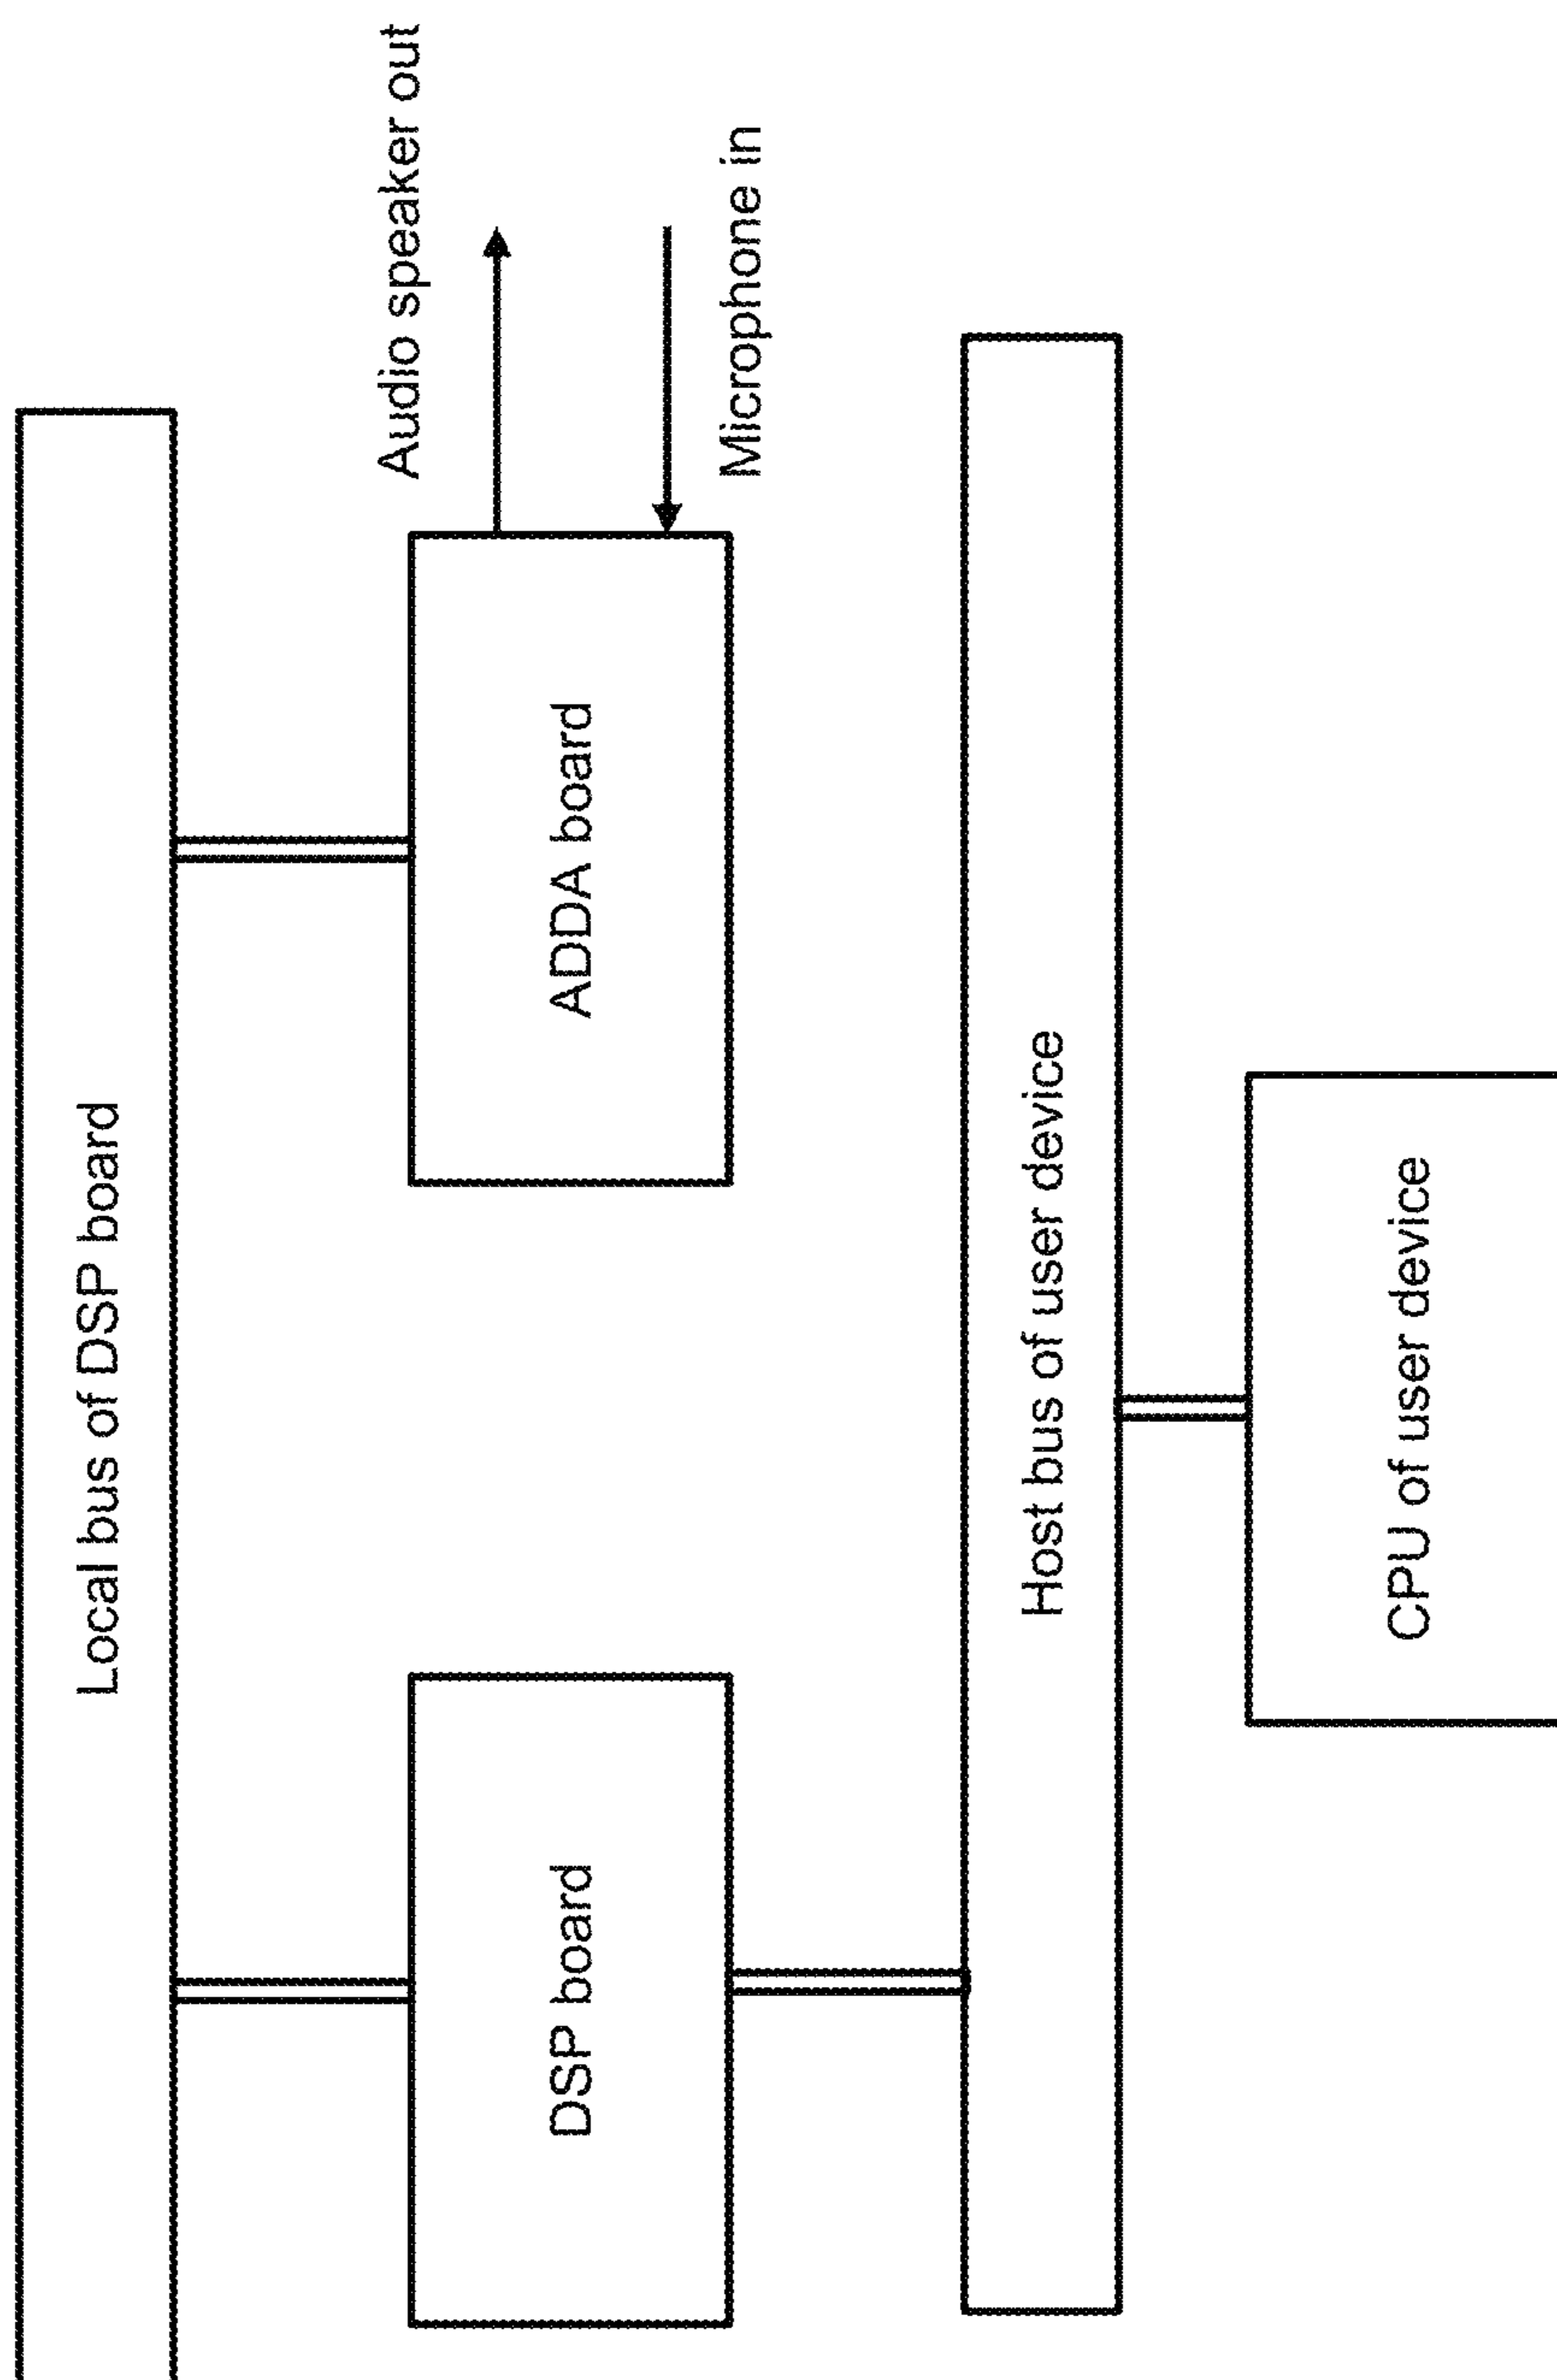 Local bus of DSP board
Audio speaker out
DSP board
ADDA board
Microphone in
Host bus of user device
CPU of user device